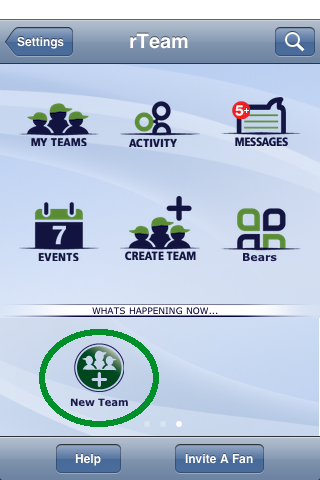 Settings
rTeam
MY TEAMS
ACTIVITY
5+
MESSAGES
7
EVENTS
CREATE TEAM
Bears
WHATS HAPPENING NOW...
New Team
Help
Invite A Fan